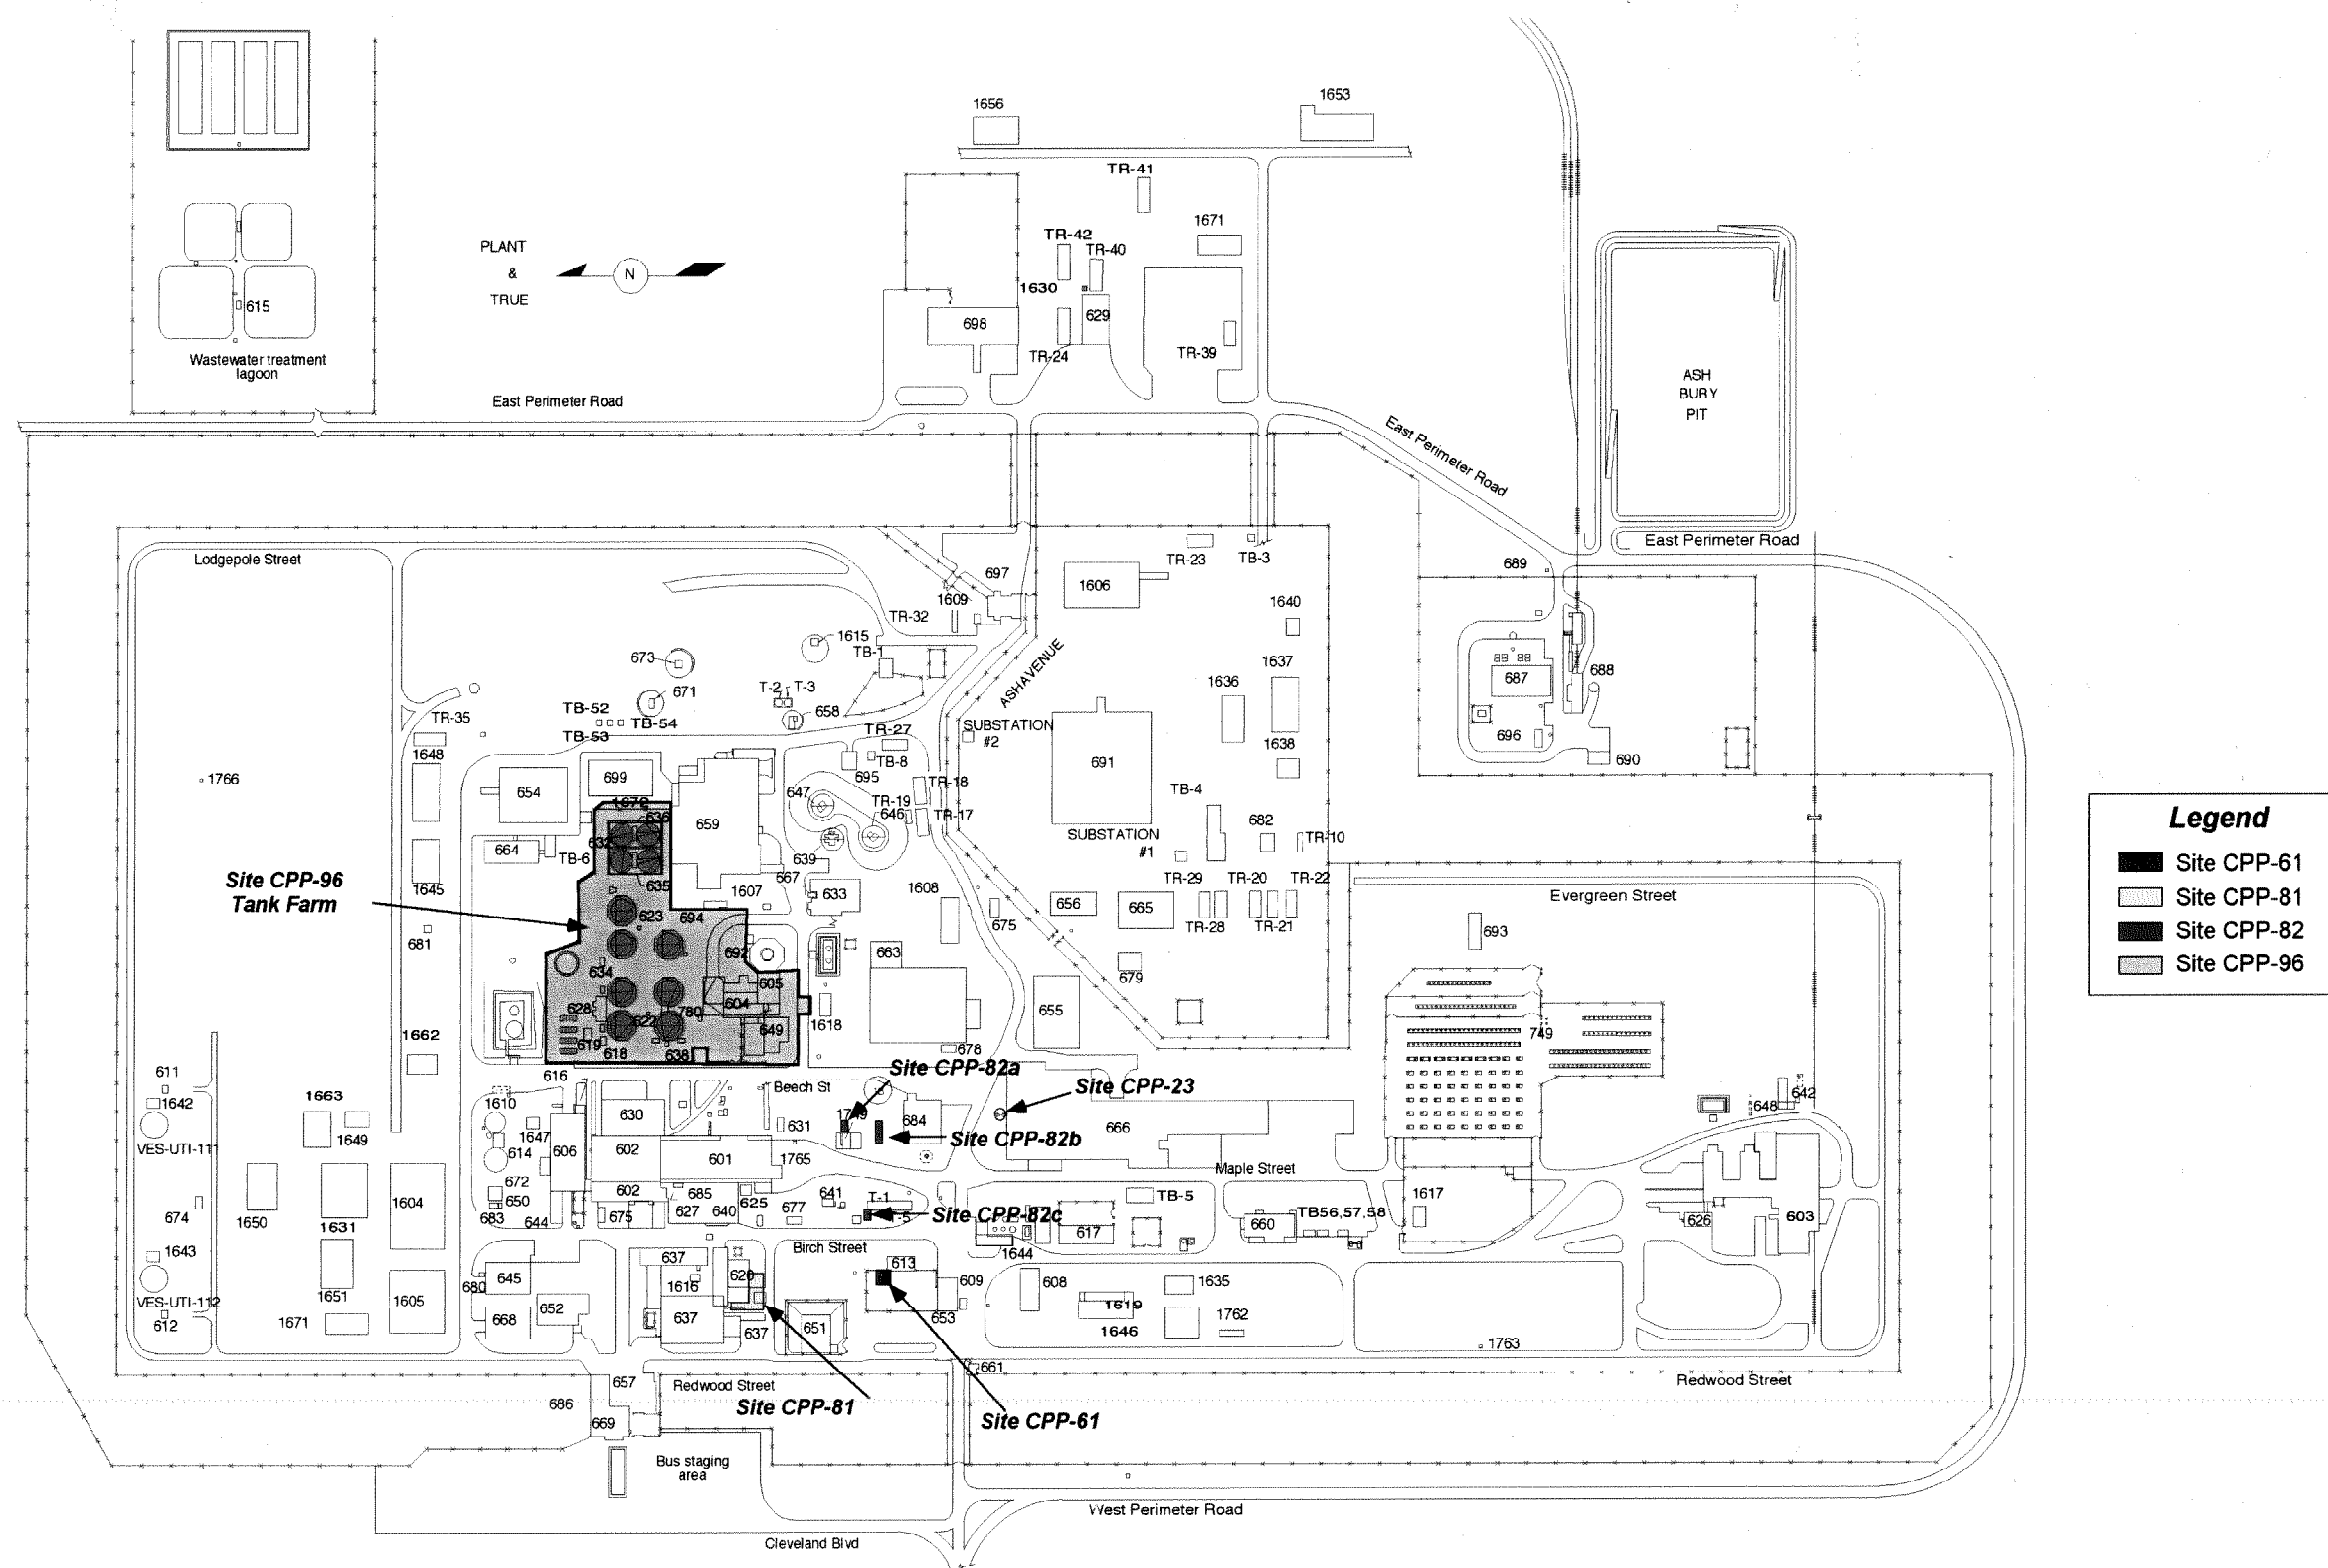 1656
1653
TR-41
1671
TR-42
TR-40
PLANT
&
TRUE
N
1630
615
698
629
TR-24
TR-39
Wastewater treatment
lagoon
ASH
BURY
PIT
East Perimeter Road
East Perimeter Road
East Perimeter Road
Lodgepole Street
697
TR-23
TB-3
689
1606
1609
1640
TR-32
1615
TB-1
673
ASH AVENUE
1637
688
671
T-2
T-3
1636
687
TB-52
658
TR-35
TB-54
TB-53
TR-27
SUBSTATION
#2
1638
696
1648
TB-8
690
1766
699
695
691
654
TR-18
647
TB-4
1672
TR-19
636
646
TR-17
659
632
682
SUBSTATION
#1
TR-10
639
664
TB-6
Legend
Site CPP-61
Site CPP-81
Site CPP-82
Site CPP-96
Site CPP-96
Tank Farm
1645
635
667
1607
633
1608
TR-29
TR-20
TR-22
656
665
Evergreen Street
623
694
675
TR-28
TR-21
693
681
692
663
634
605
679
604
628
622
780
649
1618
655
1662
619
618
638
678
749
616
Beech St
Site CPP-82a
Site CPP-23
611
1642
1663
1610
630
1749
684
648
642
1649
1647
631
666
VES-UTI-111
614
606
602
601
1765
Site CPP-82b
Maple Street
672
602
685
641
T-1
TB-5
1617
650
625
1604
627
640
677
T-5
Site CPP-82c
TB56,57,58
674
1650
1631
683
644
675
660
626
603
617
1643
Birch Street
1644
637
613
645
620
609
608
1635
680
1616
1651
VES-UTI-112
1605
652
1619
612
1671
668
637
637
651
653
1646
1762
1763
661
657
Redwood Street
Redwood Street
686
Site CPP-81
669
Site CPP-61
Bus staging
area
West Perimeter Road
Cleveland Blvd